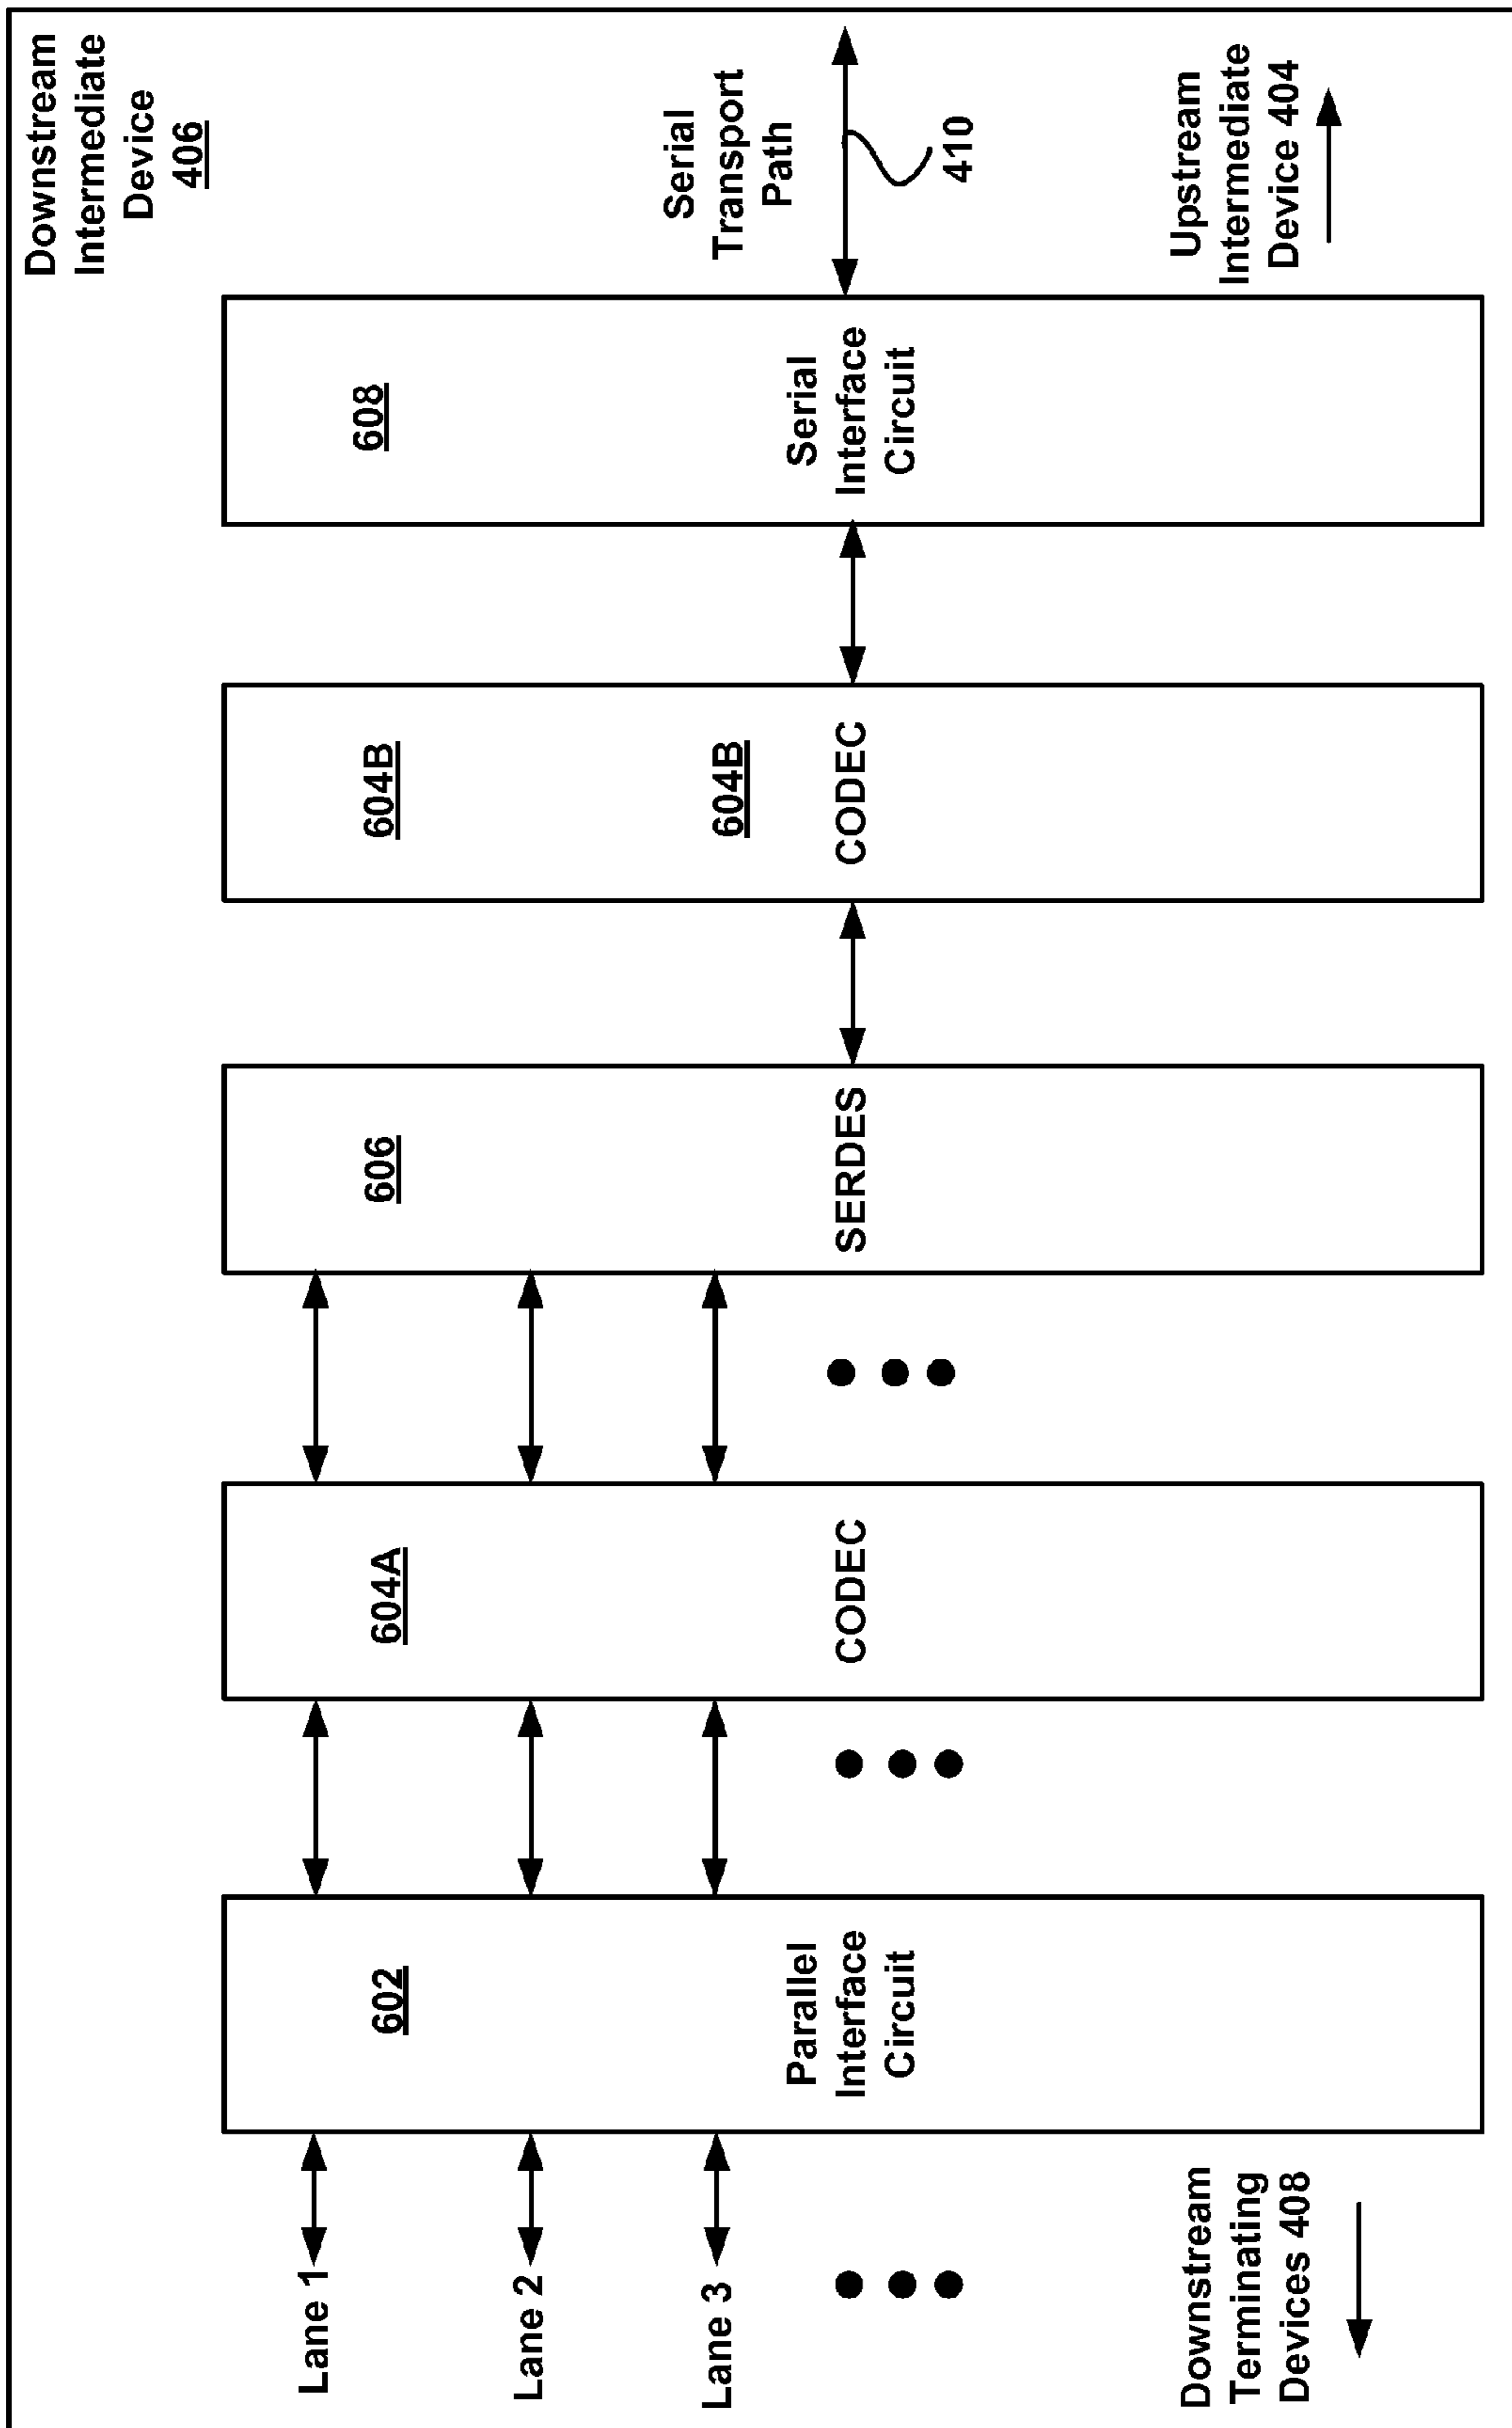 Downstream
Intermediate
Device
406
Lane 1
Lane 2
Lane 3
602
Parallel
Interface
Circuit
604A
CODEC
606
SERDES
604B
604B
CODEC
608
Serial
Interface
Circuit
Serial
Transport
Path
410
Downstream
Terminating
Devices 408
Upstream
Intermediate
Device 404